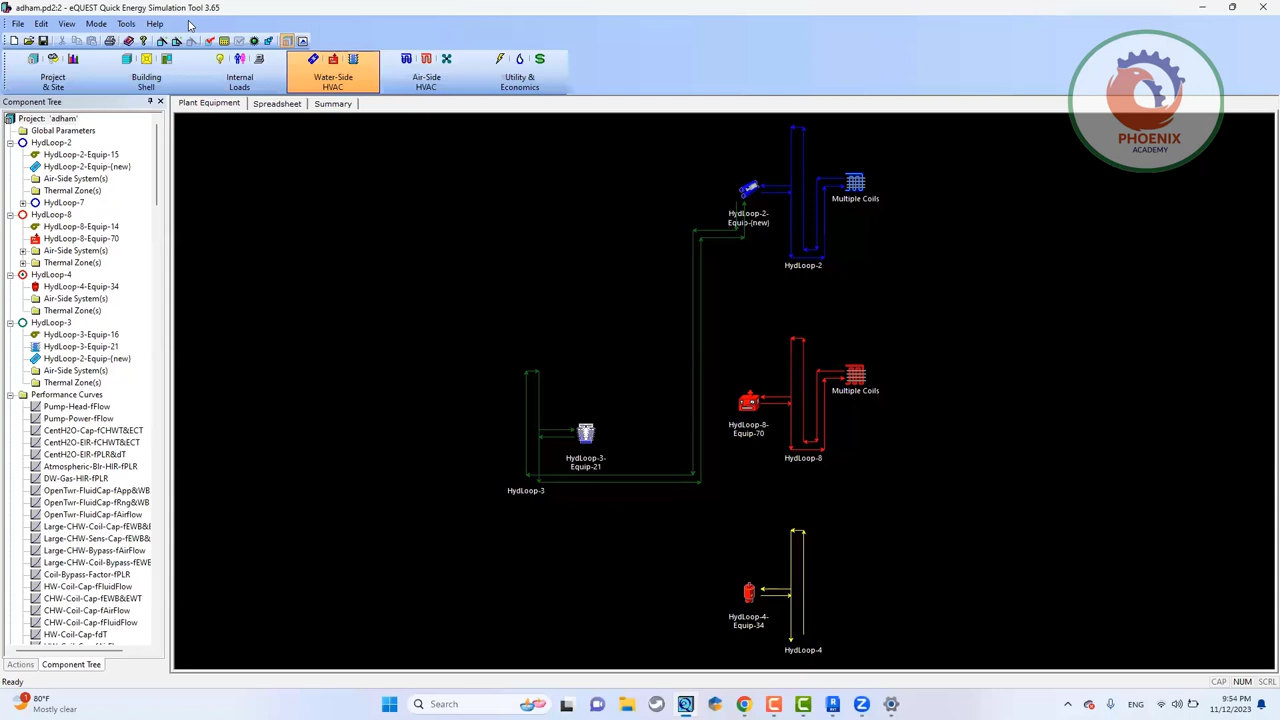 adham.pd2:2 - eQUEST Quick Energy Simulation Tool 3.65
File Edit View Mode Tools Help
Project & Site
Building Shell
Internal Loads
Water-Side HVAC
Air-Side HVAC
Utility & Economics
PHOENIX
ACADEMY
Component Tree
Plant Equipment Spreadsheet Summary
Project: 'adham'
Global Parameters
HydLoop-2
HydLoop-2-Equip-15
HydLoop-2-Equip-(new)
Air-Side System(s)
Thermal Zone(s)
HydLoop-7
HydLoop-8
HydLoop-8-Equip-14
HydLoop-8-Equip-70
Air-Side System(s)
Thermal Zone(s)
HydLoop-4
HydLoop-4-Equip-34
Air-Side System(s)
Thermal Zone(s)
HydLoop-3
HydLoop-3-Equip-16
HydLoop-3-Equip-21
HydLoop-2-Equip-(new)
Air-Side System(s)
Thermal Zone(s)
Performance Curves
Pump-Head-fFlow
Pump-Power-fFlow
CentH2O-Cap-fCHWT&ECT
CentH2O-EIR-fCHWT&ECT
CentH2O-EIR-fPLR&dT
Atmospheric-Blr-HIR-fPLR
DW-Gas-HIR-fPLR
OpenTwr-FluidCap-fApp&WB
OpenTwr-FluidCap-fRng&WB
OpenTwr-FluidCap-fAirflow
Large-CHW-Coil-Cap-fEWB&E
Large-CHW-Sens-Cap-fEWB&
Large-CHW-Bypass-fAirFlow
Large-CHW-Bypass-fEWE
Coil-Bypass-Factor-fPLR
HW-Coil-Cap-fFluidFlow
CHW-Coil-Cap-fEWB&EWT
CHW-Coil-Cap-fAirFlow
CHW-Coil-Cap-fFluidFlow
HW-Coil-Cap-fdT
Actions Component Tree
HydLoop-2-
Equip-(new)
Multiple Coils
HydLoop-2
HydLoop-8-
Equip-70
Multiple Coils
HydLoop-8
HydLoop-3-
Equip-21
HydLoop-3
HydLoop-4-
Equip-34
HydLoop-4
Ready
CAP NUM SCRL
1
80°F
Mostly clear
Search
ENG
9:54 PM
11/12/2023